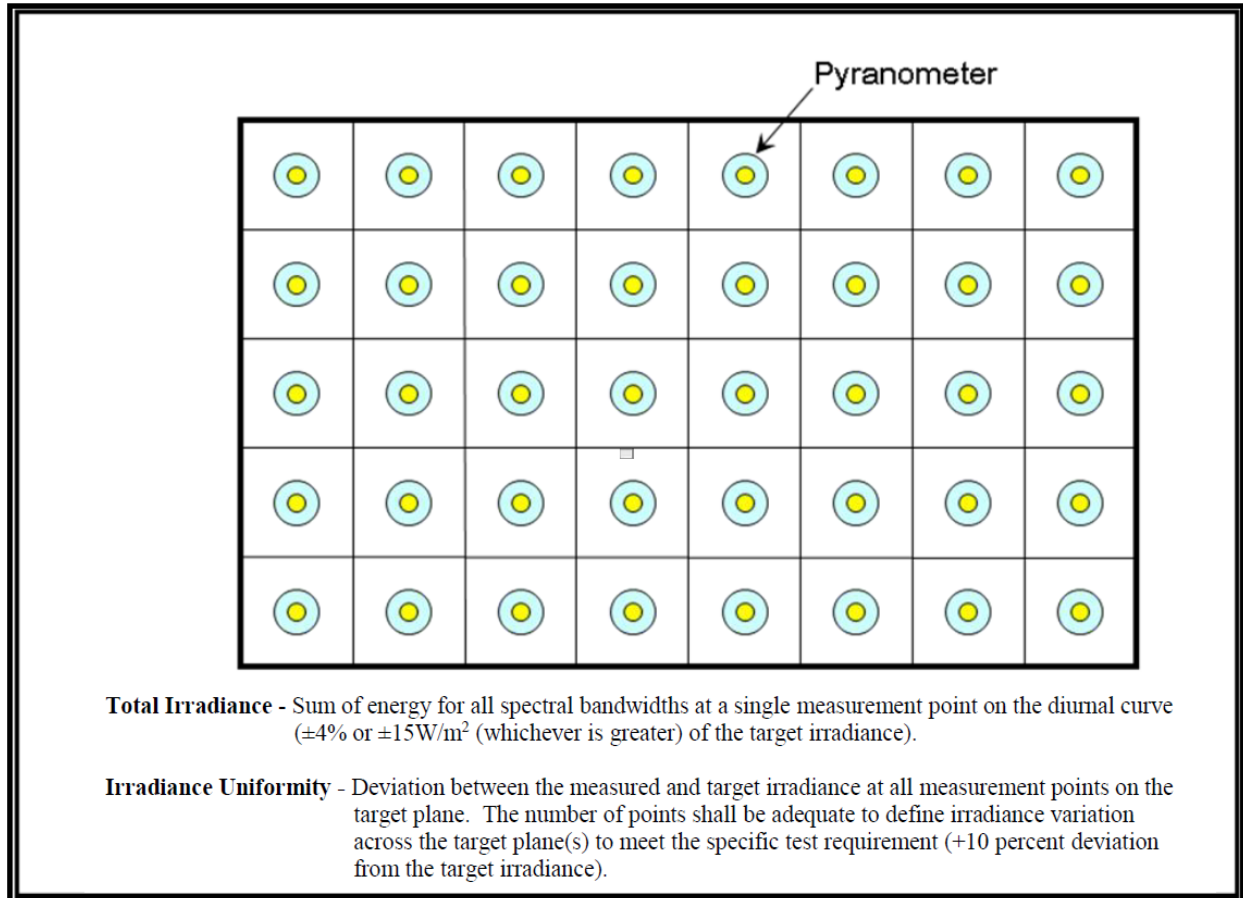 Pyranometer
Total Irradiance - Sum of energy for all spectral bandwidths at a single measurement point on the diurnal curve
(±4% or ±15W/m² (whichever is greater) of the target irradiance).
Irradiance Uniformity - Deviation between the measured and target irradiance at all measurement points on the
target plane. The number of points shall be adequate to define irradiance variation
across the target plane(s) to meet the specific test requirement (+10 percent deviation
from the target irradiance).